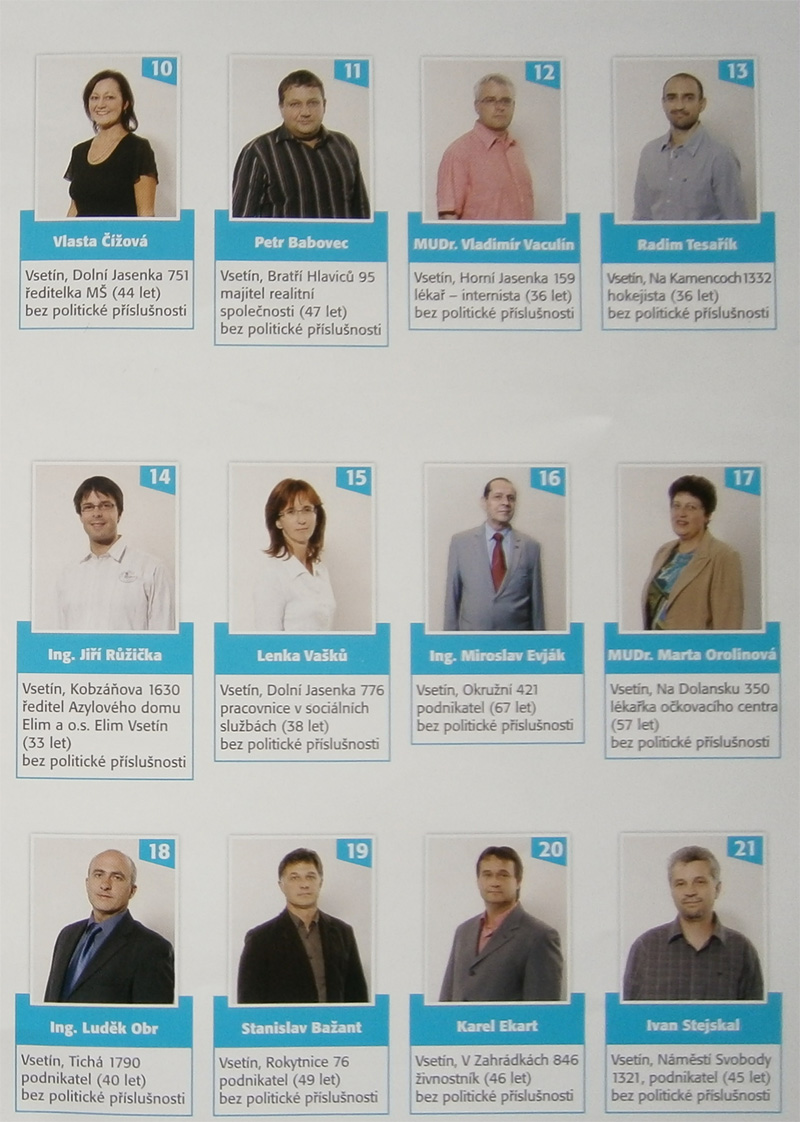 10
Vlasta Čížová
Vsetín, Dolní Jasenka 751
ředitelka MŠ (44 let)
bez politické příslušnosti
11
Petr Babovec
Vsetín, Bratří Hlaviců 95
majitel realitní
společnosti (47 let)
bez politické příslušnosti
12
MUDr. Vladimír Vaculín
Vsetín, Horní Jasenka 159
lékař – internista (36 let)
bez politické příslušnosti
13
Radim Tesařík
Vsetín, Na Kamencoch 1332
hokejista (36 let)
bez politické příslušnosti
14
Ing. Jiří Růžička
Vsetín, Kobzáňova 1630
ředitel Azylového domu
Elim a o.s. Elim Vsetín
(33 let)
bez politické příslušnosti
15
Lenka Vašků
Vsetín, Dolní Jasenka 776
pracovnice v sociálních
službách (38 let)
bez politické příslušnosti
16
Ing. Miroslav Evják
Vsetín, Okružní 421
podnikatel (67 let)
bez politické příslušnosti
17
MUDr. Marta Orolinová
Vsetín, Na Dolansku 350
lékařka očkovacího centra
(57 let)
bez politické příslušnosti
18
Ing. Luděk Obr
Vsetín, Tichá 1790
podnikatel (40 let)
bez politické příslušnosti
19
Stanislav Bažant
Vsetín, Rokytnice 76
podnikatel (49 let)
bez politické příslušnosti
20
Karel Ekart
Vsetín, V Zahrádkách 846
živnostník (46 let)
bez politické příslušnosti
21
Ivan Stejskal
Vsetín, Náměstí Svobody
1321, podnikatel (45 let)
bez politické příslušnosti